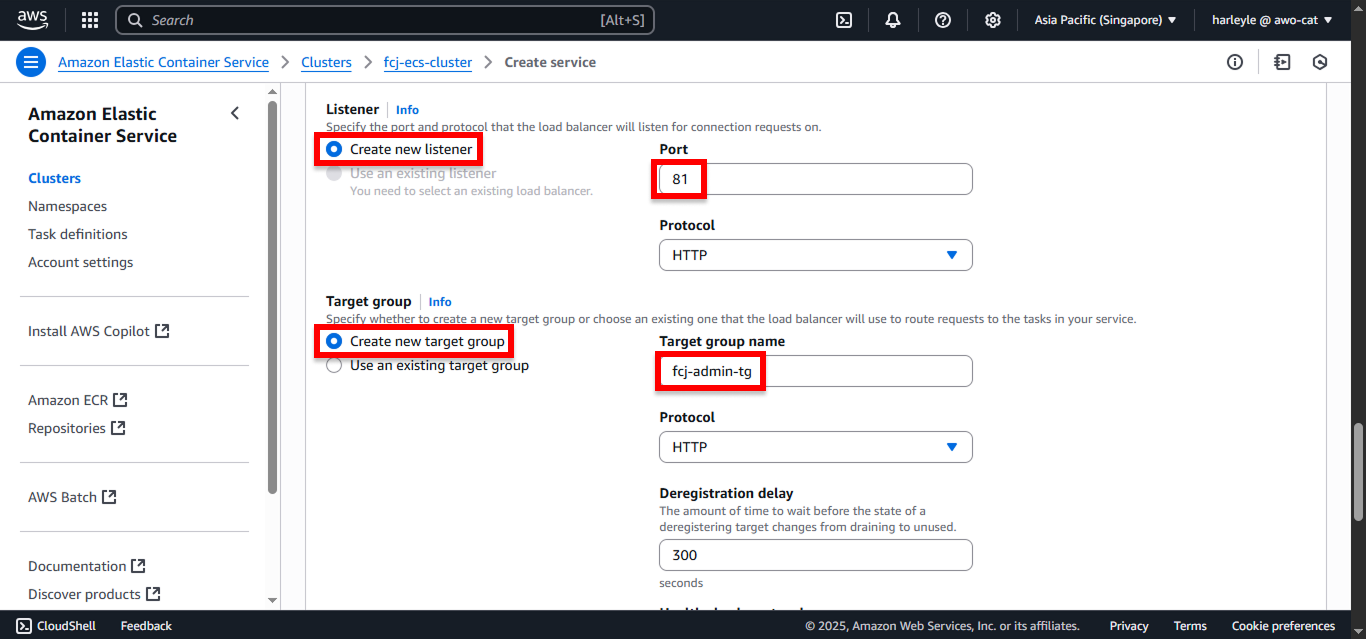 aws
Search
[Alt+S]
Asia Pacific (Singapore)
harleyle @ awo-cat
Amazon Elastic Container Service
Clusters
fcj-ecs-cluster
Create service
Amazon Elastic
Container Service
Clusters
Namespaces
Task definitions
Account settings
Install AWS Copilot
Amazon ECR
Repositories
AWS Batch
Documentation
Discover products
Listener
Info
Specify the port and protocol that the load balancer will listen for connection requests on.
Create new listener
Use an existing listener
You need to select an existing load balancer.
Port
81
Protocol
HTTP
Target group
Info
Specify whether to create a new target group or choose an existing one that the load balancer will use to route requests to the tasks in your service.
Create new target group
Use an existing target group
Target group name
fcj-admin-tg
Protocol
HTTP
Deregistration delay
The amount of time to wait before the state of a
deregistering target changes from draining to unused.
300
seconds
CloudShell
Feedback
© 2025, Amazon Web Services, Inc. or its affiliates.
Privacy
Terms
Cookie preferences